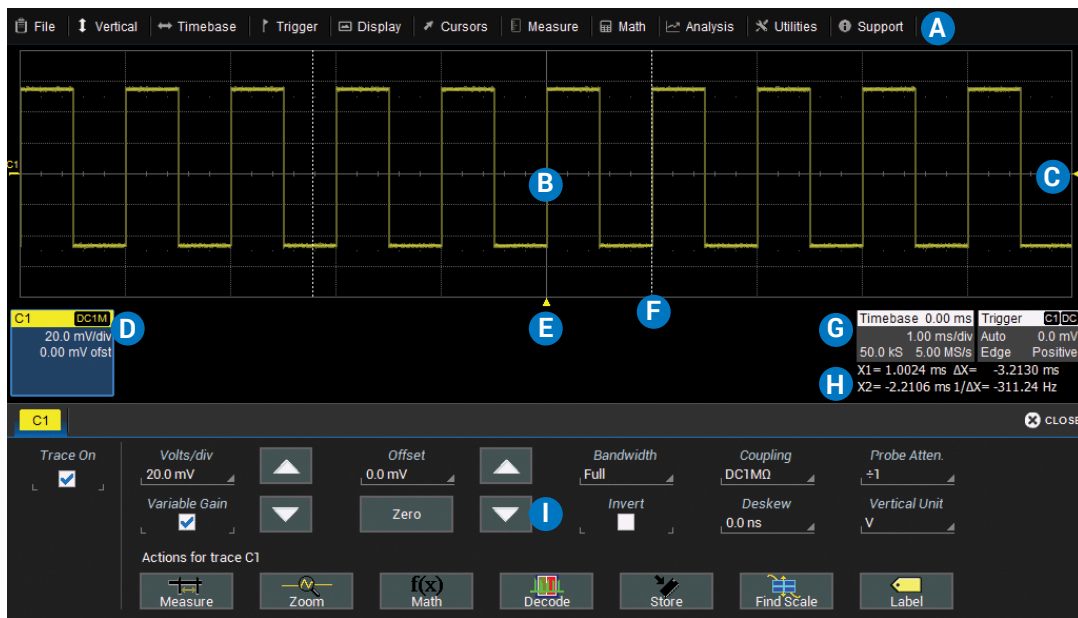 File Vertical Timebase Trigger Display Cursors Measure Math Analysis Utilities Support A
C1
B
C
F
E
C1 DC1M
D
20.0 mV/div
0.00 mV ofst
G
Timebase 0.00 ms
1.00 ms/div
50.0 kS 5.00 MS/s
Trigger C1 DC
Auto 0.0 mV
Edge Positive
H
X1= 1.0024 ms ΔX= -3.2130 ms
X2= -2.2106 ms 1/ΔX= -311.24 Hz
C1
CLOSE
Trace On
Volts/div
20.0 mV
Variable Gain
Offset
0.0 mV
Zero
I
Bandwidth
Full
Invert
Coupling
DC1MΩ
Deskew
0.0 ns
Probe Atten.
÷1
Vertical Unit
V
Actions for trace C1
Measure
Zoom
f(x)
Math
Decode
Store
Find Scale
Label